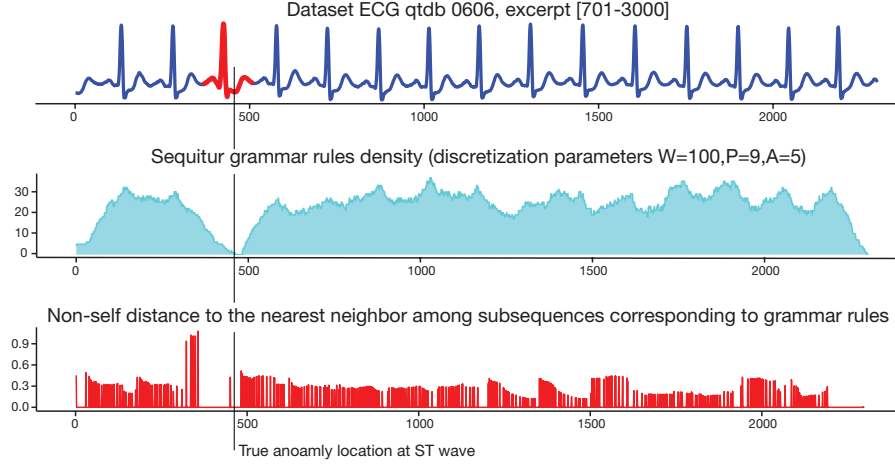 Dataset ECG qtdb 0606, excerpt [701-3000]
0 500 1000 1500 2000
Sequitur grammar rules density (discretization parameters W=100,P=9,A=5)
30
20
10
0
0 500 1000 1500 2000
Non-self distance to the nearest neighbor among subsequences corresponding to grammar rules
0.9
0.6
0.3
0.0
0 500 1000 1500 2000
True anoamly location at ST wave